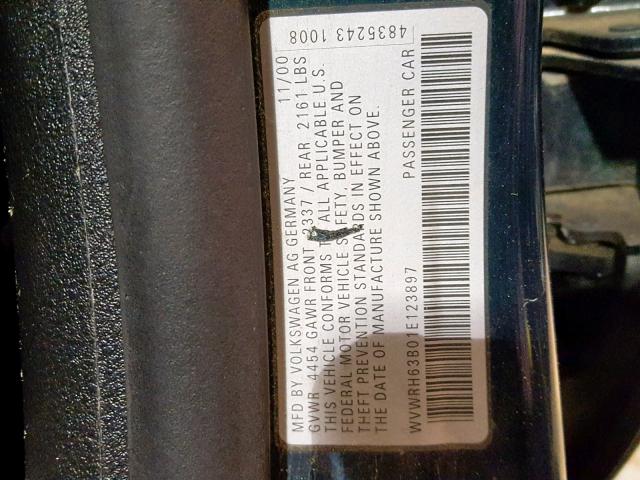 MFD BY VOLKSWAGEN AG GERMANY 11/00
GVWR 4454 GAWR FRONT 2337 / REAR 2161 LBS
THIS VEHICLE CONFORMS ALL APPLICABLE U.S.
FEDERAL MOTOR VEHICLE S FETY, BUMPER AND
THEFT PREVENTION STANDARDS IN EFFECT ON
THE DATE OF MANUFACTURE SHOWN ABOVE.
WVWRH63B01E123897 PASSENGER CAR
4835243 1008